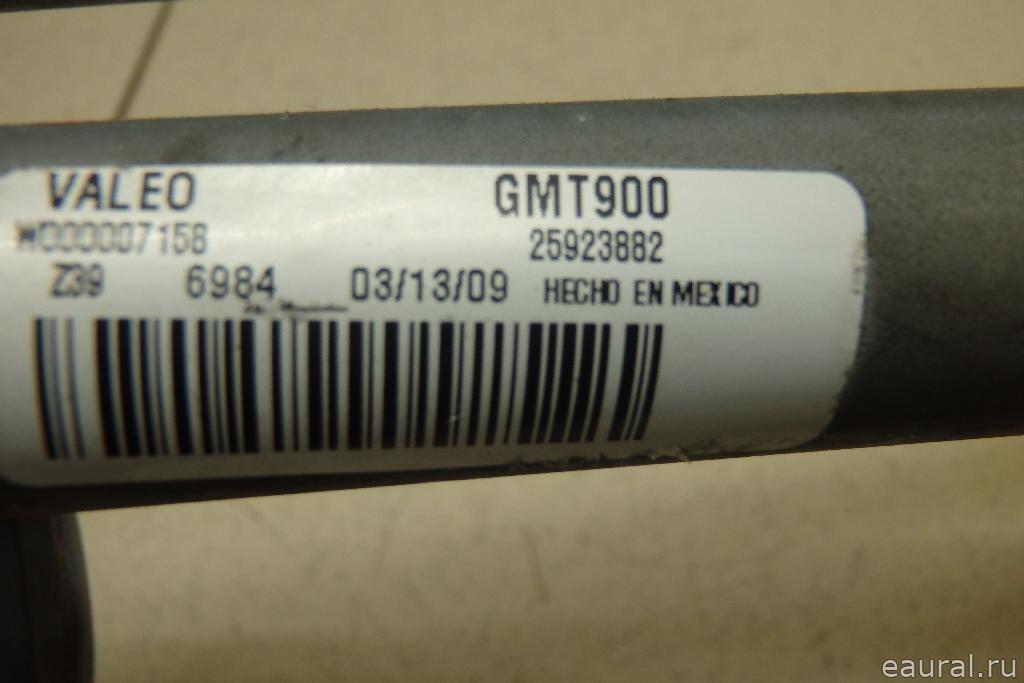 VALEO GMT900
W000007158 25923882
Z39 6984 03/13/09 HECHO EN MEXICO
eaural.ru